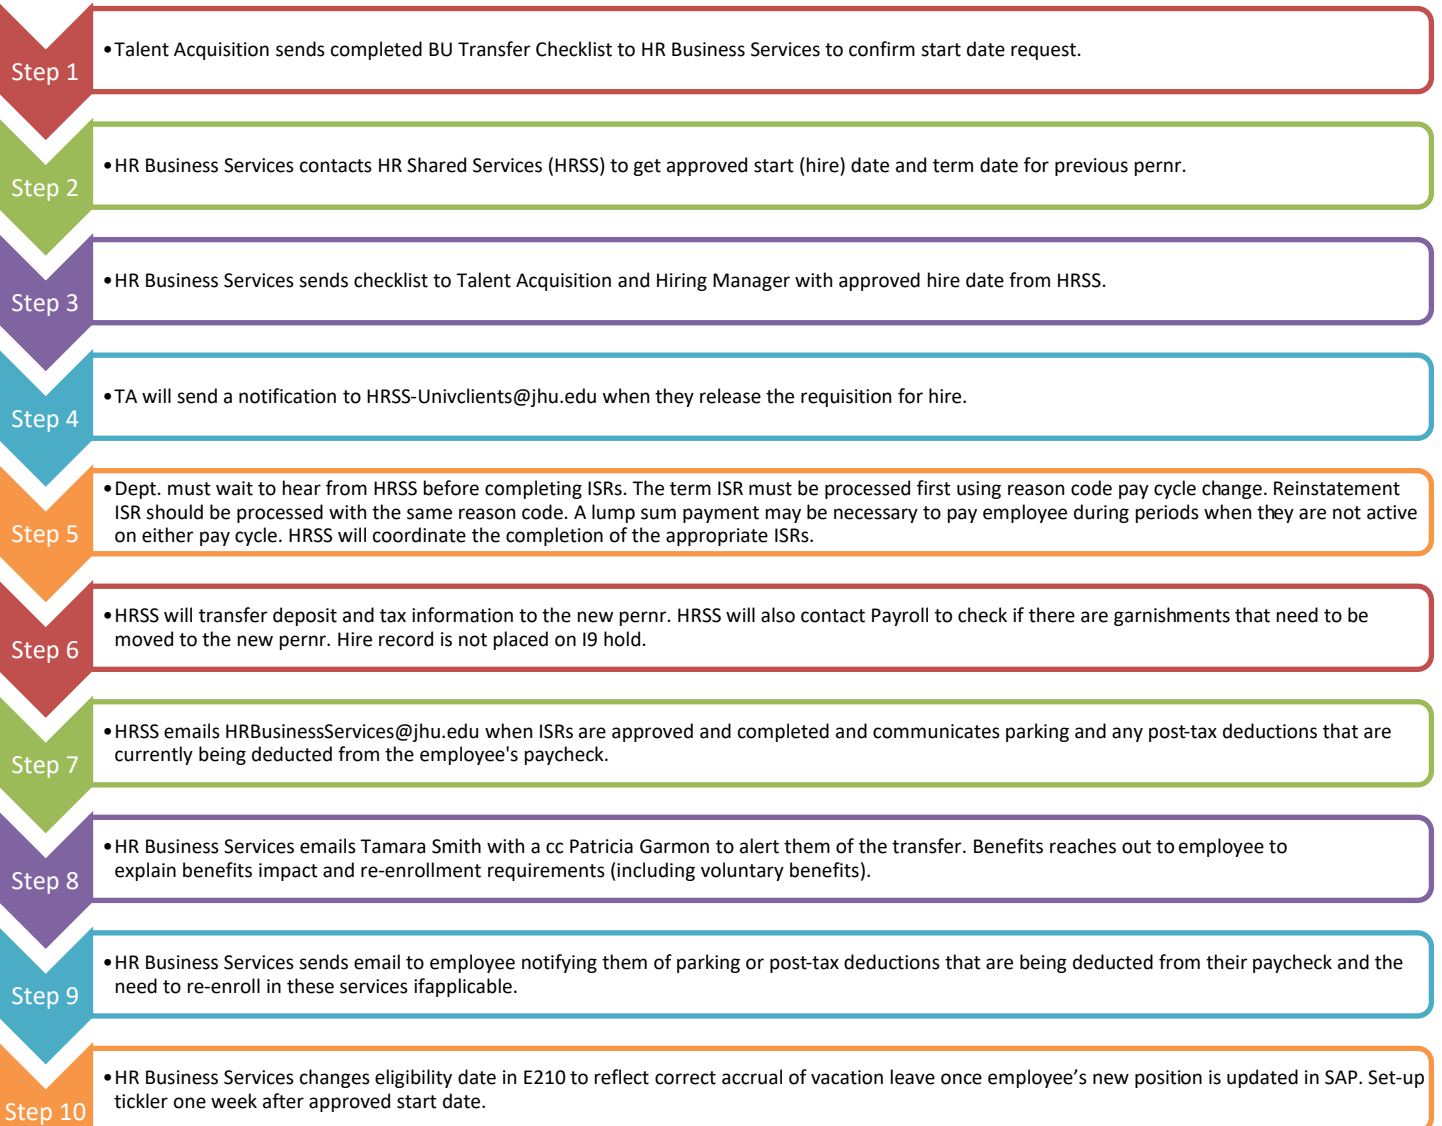 Step 1
•Talent Acquisition sends completed BU Transfer Checklist to HR Business Services to confirm start date request.
Step 2
•HR Business Services contacts HR Shared Services (HRSS) to get approved start (hire) date and term date for previous pernr.
Step 3
•HR Business Services sends checklist to Talent Acquisition and Hiring Manager with approved hire date from HRSS.
Step 4
•TA will send a notification to HRSS-Univclients@jhu.edu when they release the requisition for hire.
Step 5
•Dept. must wait to hear from HRSS before completing ISRs. The term ISR must be processed first using reason code pay cycle change. Reinstatement
ISR should be processed with the same reason code. A lump sum payment may be necessary to pay employee during periods when they are not active
on either pay cycle. HRSS will coordinate the completion of the appropriate ISRs.
Step 6
•HRSS will transfer deposit and tax information to the new pernr. HRSS will also contact Payroll to check if there are garnishments that need to be
moved to the new pernr. Hire record is not placed on I9 hold.
Step 7
•HRSS emails HRBusinessServices@jhu.edu when ISRs are approved and completed and communicates parking and any post-tax deductions that are
currently being deducted from the employee's paycheck.
Step 8
•HR Business Services emails Tamara Smith with a cc Patricia Garmon to alert them of the transfer. Benefits reaches out to employee to
explain benefits impact and re-enrollment requirements (including voluntary benefits).
Step 9
•HR Business Services sends email to employee notifying them of parking or post-tax deductions that are being deducted from their paycheck and the
need to re-enroll in these services ifapplicable.
Step 10
•HR Business Services changes eligibility date in E210 to reflect correct accrual of vacation leave once employee’s new position is updated in SAP. Set-up
tickler one week after approved start date.